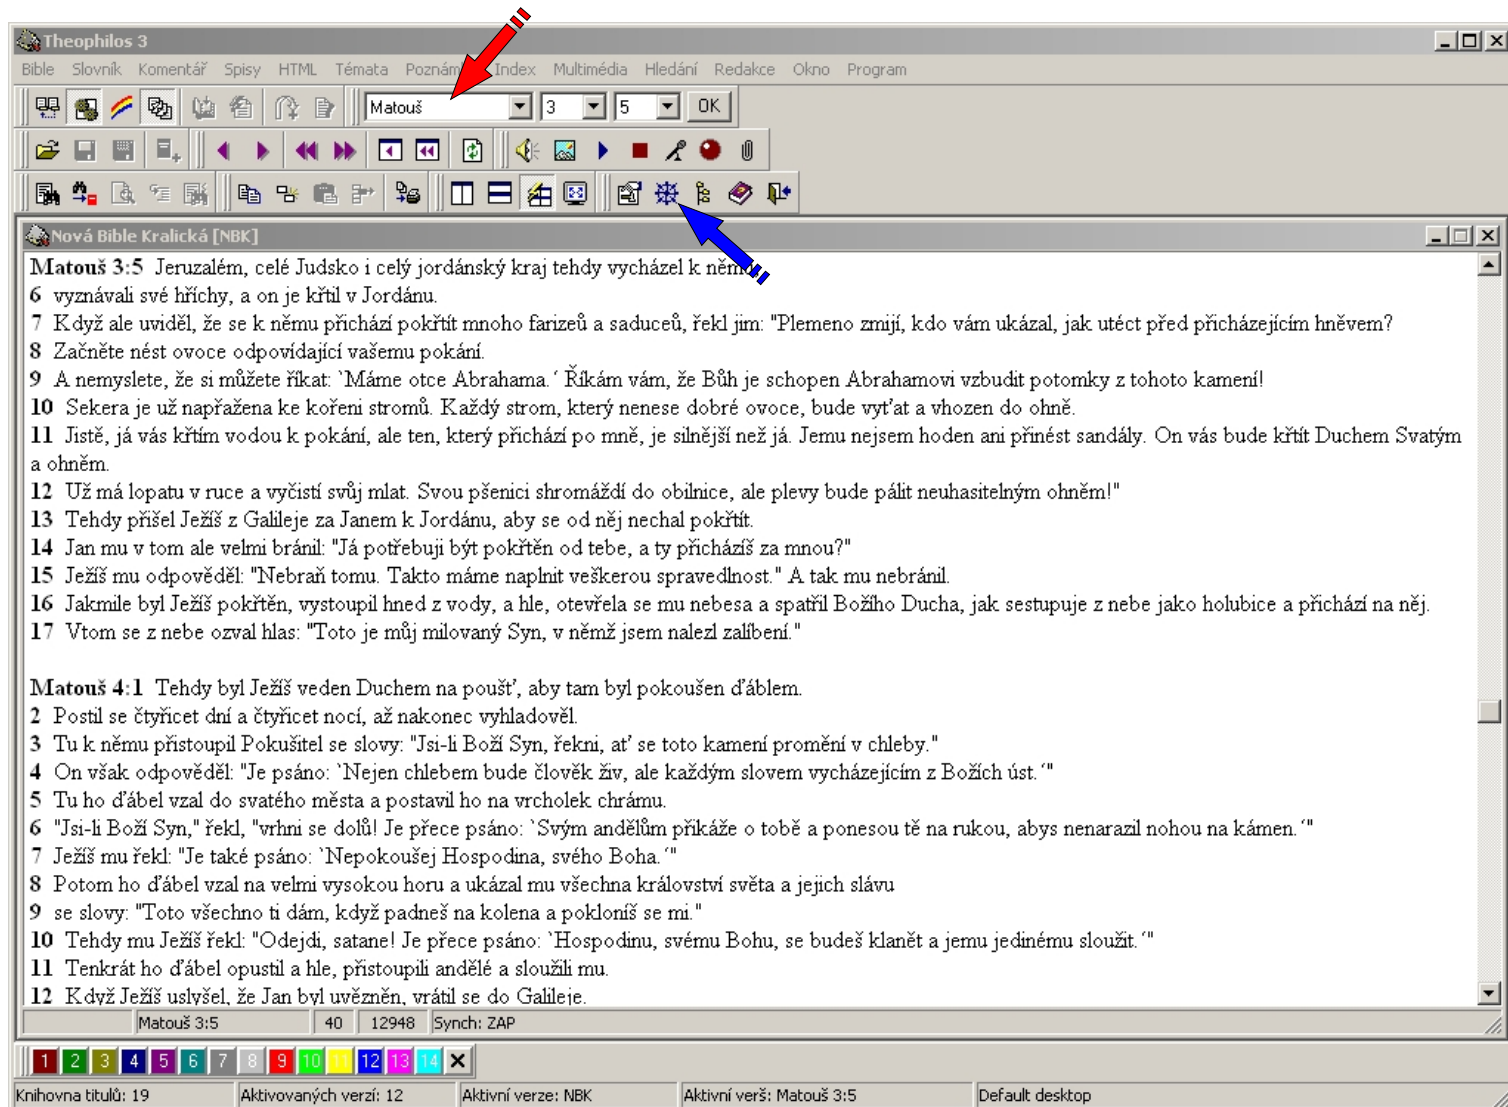 Theophilos 3
Bible Slovník Komentář Spisy HTML Témata Index Multimédia Hledání Redakce Okno Program
Matouš 3 5 OK
Nová Bible Kralická [NBK]
Matouš 3:5 Jeruzalém, celé Judsko i celý jordánský kraj tehdy vycházel k
6 vyznávali své hříchy, a on je křtil v Jordánu.
7 Když ale uviděl, že se k němu přichází pokřtít mnoho farizeů a saduceů, řekl jim: "Plemeno zmijí, kdo vám ukázal, jak utéct před přicházejícím hněvem?
8 Začněte nést ovoce odpovídající vašemu pokání.
9 A nemyslete, že si můžete říkat: `Máme otce Abrahama.´ Říkám vám, že Bůh je schopen Abrahamovi vzbudit potomky z tohoto kamení!
10 Sekera je už napřažena ke kořeni stromů. Každý strom, který nenese dobré ovoce, bude vyťat a vhozen do ohně.
11 Jistě, já vás křtím vodou k pokání, ale ten, který přichází po mně, je silnější než já. Jemu nejsem hoden ani přinést sandály. On vás bude křtít Duchem Svatým
a ohněm.
12 Už má lopatu v ruce a vyčistí svůj mlat. Svou pšenici shromáždí do obilnice, ale plevy bude pálit neuhasitelným ohněm!"
13 Tehdy přišel Ježíš z Galileje za Janem k Jordánu, aby se od něj nechal pokřtít.
14 Jan mu v tom ale velmi bránil: "Já potřebuji být pokřtěn od tebe, a ty přicházíš za mnou?"
15 Ježíš mu odpověděl: "Nebraň tomu. Takto máme naplnit veškerou spravedlnost." A tak mu nebránil.
16 Jakmile byl Ježíš pokřtěn, vystoupil hned z vody, a hle, otevřela se mu nebesa a spatřil Božího Ducha, jak sestupuje z nebe jako holubice a přichází na něj.
17 Vtom se z nebe ozval hlas: "Toto je můj milovaný Syn, v němž jsem nalezl zalíbení."
Matouš 4:1 Tehdy byl Ježíš veden Duchem na poušť, aby tam byl pokoušen ďáblem.
2 Postil se čtyřicet dní a čtyřicet nocí, až nakonec vyhladověl.
3 Tu k němu přistoupil Pokušitel se slovy: "Jsi-li Boží Syn, řekni, ať se toto kamení promění v chleby."
4 On však odpověděl: "Je psáno: `Nejen chlebem bude člověk živ, ale každým slovem vycházejícím z Božích úst.´"
5 Tu ho ďábel vzal do svatého města a postavil ho na vrcholek chrámu.
6 "Jsi-li Boží Syn," řekl, "vrhni se dolů! Je přece psáno: `Svým andělům přikáže o tobě a ponesou tě na rukou, abys nenarazil nohou na kámen.´"
7 Ježíš mu řekl: "Je také psáno: `Nepokoušej Hospodina, svého Boha.´"
8 Potom ho ďábel vzal na velmi vysokou horu a ukázal mu všechna království světa a jejich slávu
9 se slovy: "Toto všechno ti dám, když padneš na kolena a pokloníš se mi."
10 Tehdy mu Ježíš řekl: "Odejdi, satane! Je přece psáno: `Hospodinu, svému Bohu, se budeš klanět a jemu jedinému sloužit.´"
11 Tenkrát ho ďábel opustil a hle, přistoupili andělé a sloužili mu.
12 Když Ježíš uslyšel, že Jan byl uvězněn, vrátil se do Galileje.
Matouš 3:5 40 12948 Synch: ZAP
1 2 3 4 5 6 7 8 9 10 11 12 13 14
Knihovna titulů: 19 Aktivovaných verzí: 12 Aktivní verze: NBK Aktivní verš: Matouš 3:5 Default desktop